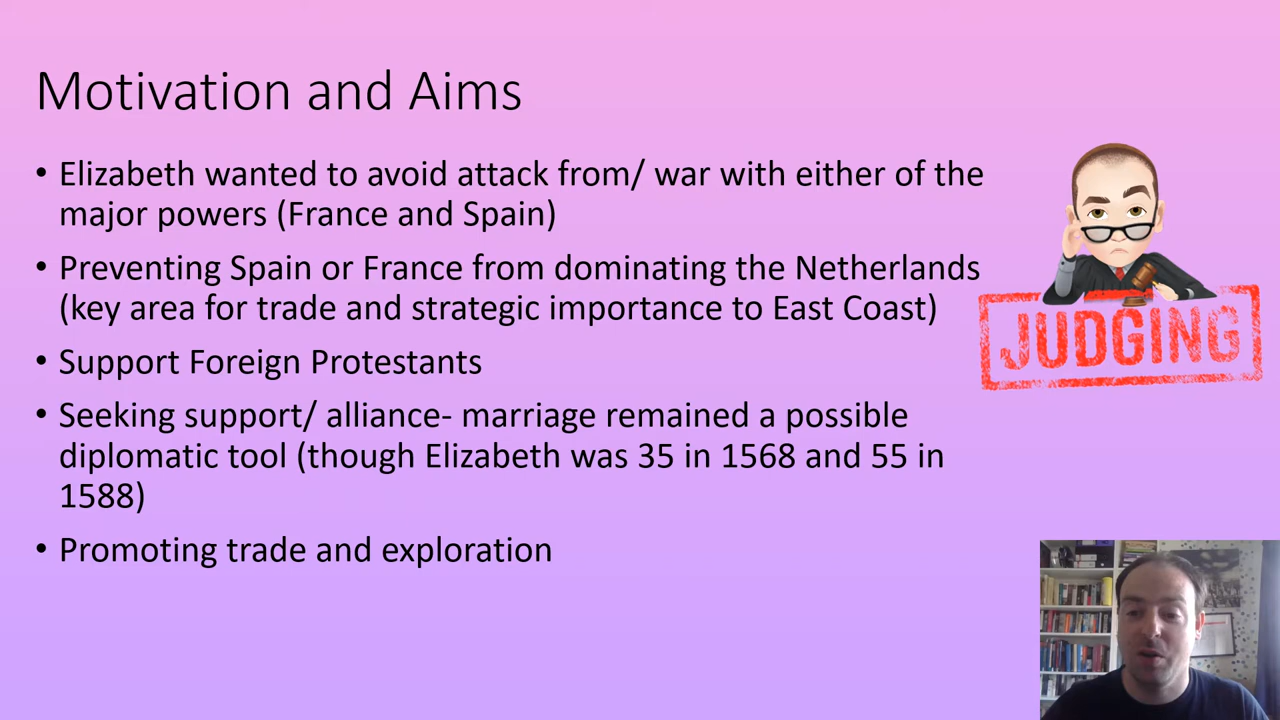 Motivation and Aims
• Elizabeth wanted to avoid attack from/ war with either of the
major powers (France and Spain)
• Preventing Spain or France from dominating the Netherlands
(key area for trade and strategic importance to East Coast)
• Support Foreign Protestants
• Seeking support/ alliance- marriage remained a possible
diplomatic tool (though Elizabeth was 35 in 1568 and 55 in
1588)
• Promoting trade and exploration
JUDGING